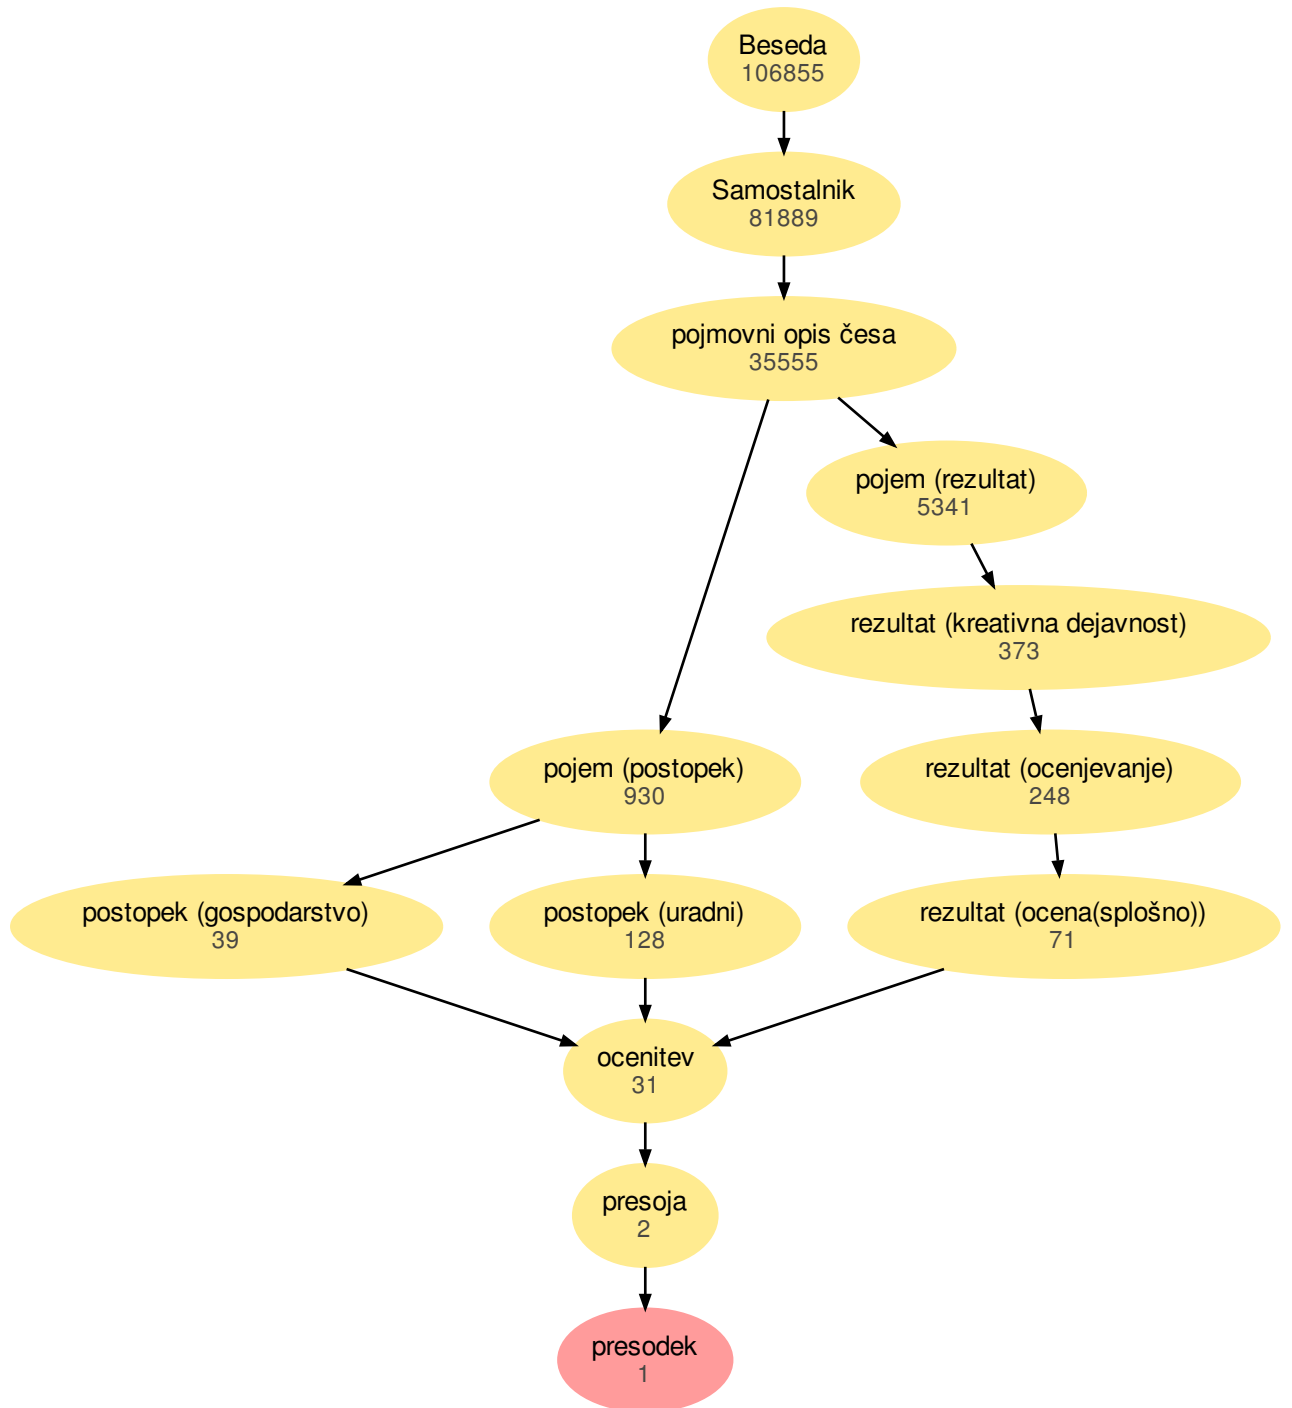 Beseda
106855
Samostalnik
81889
pojmovni opis česa
35555
pojem (rezultat)
5341
rezultat (kreativna dejavnost)
373
pojem (postopek)
930
rezultat (ocenjevanje)
248
postopek (gospodarstvo)
39
postopek (uradni)
128
rezultat (ocena(splošno))
71
ocenitev
31
presoja
2
presodek
1